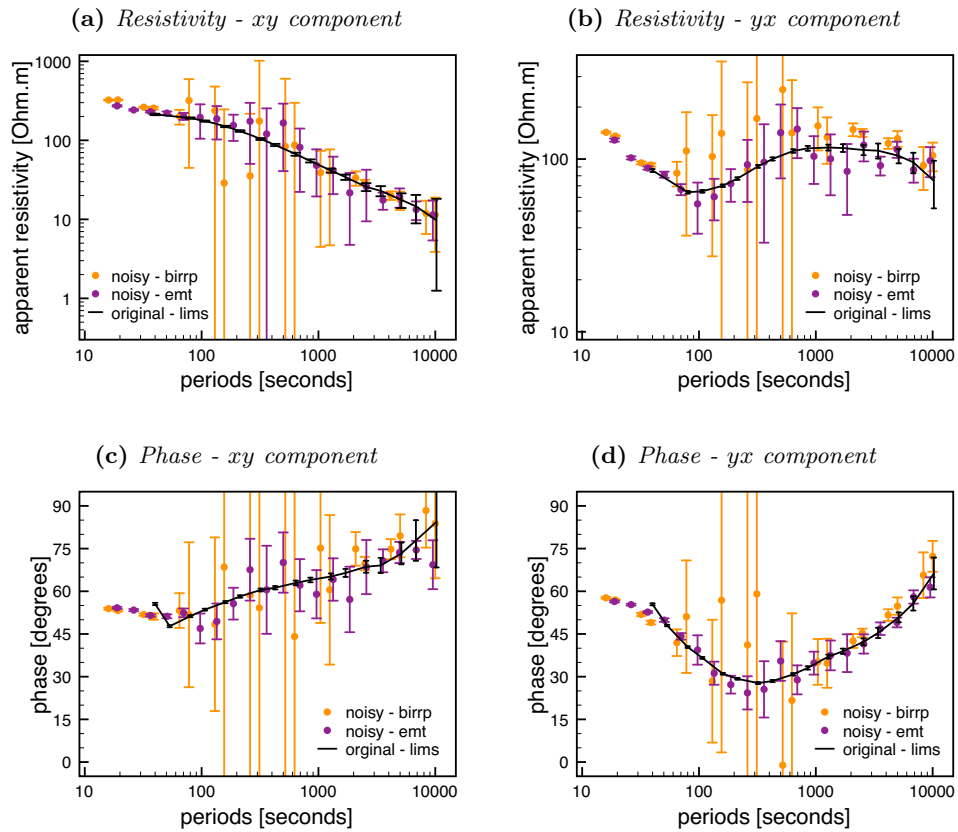 (a) Resistivity - xy component
apparent resistivity [Ohm.m]
1000
100
10
1
noisy - birrp
noisy - emt
original - lims
10 100 1000 10000
periods [seconds]
(b) Resistivity - yx component
apparent resistivity [Ohm.m]
100
10
noisy - birrp
noisy - emt
original - lims
10 100 1000 10000
periods [seconds]
(c) Phase - xy component
phase [degrees]
90
75
60
45
30
15
0
noisy - birrp
noisy - emt
orginal - lims
10 100 1000 10000
periods [seconds]
(d) Phase - yx component
phase [degrees]
90
75
60
45
30
15
0
noisy - birrp
noisy - emt
original - lims
10 100 1000 10000
periods [seconds]